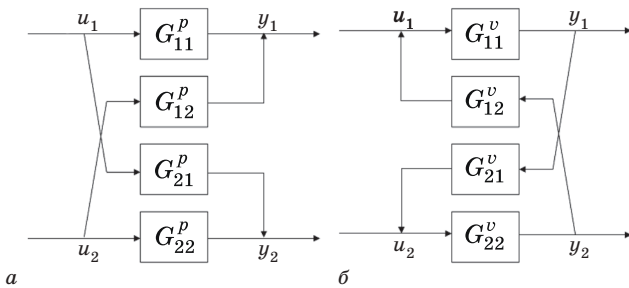 u₁ G₁₁ᵖ y₁
G₁₂ᵖ
G₂₁ᵖ
u₂ G₂₂ᵖ y₂
а
u₁ G₁₁ᵛ y₁
G₁₂ᵛ
G₂₁ᵛ
u₂ G₂₂ᵛ y₂
б